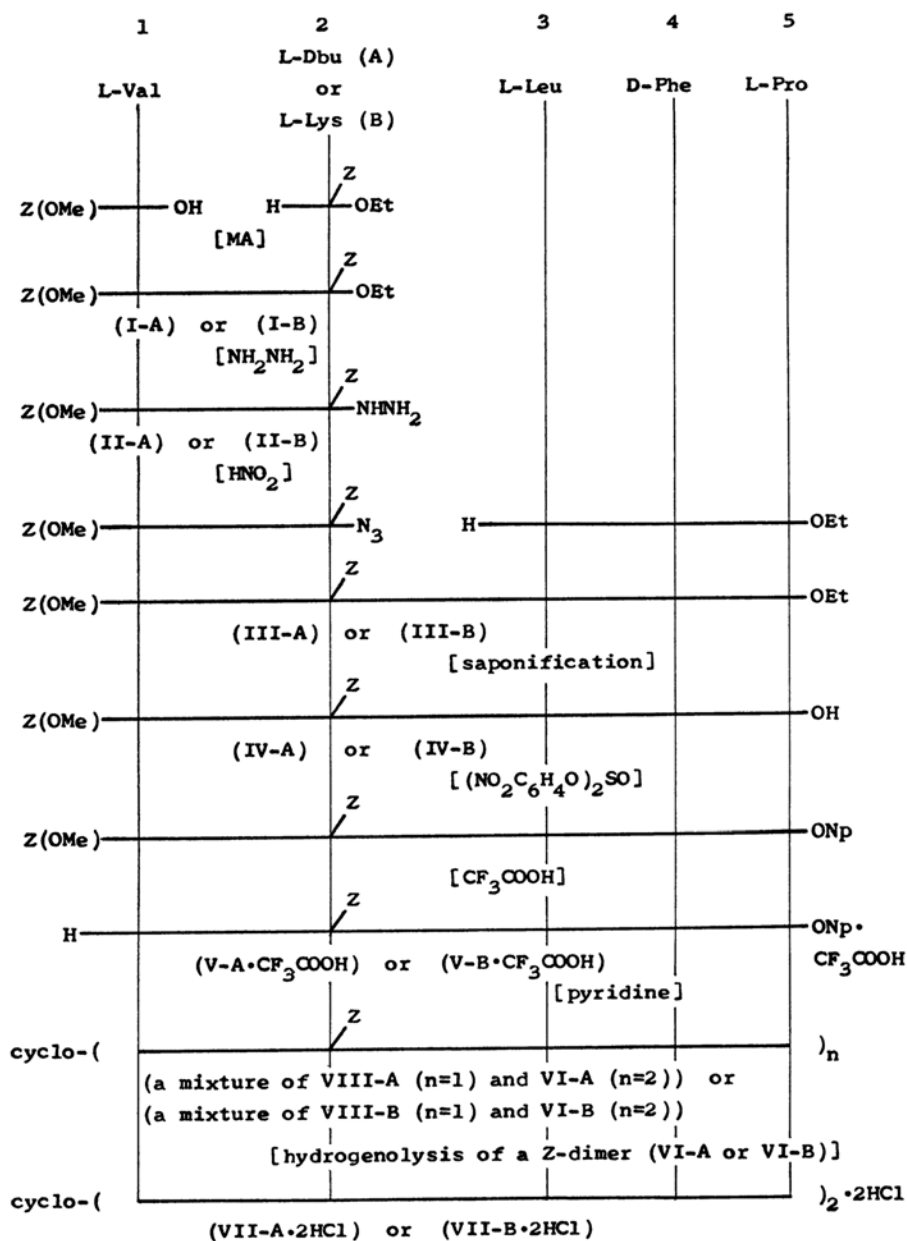 1 2 3 4 5
L-Dbu (A)
L-Val or L-Leu D-Phe L-Pro
L-Lys (B)
Z
Z(OMe) OH H OEt
[MA]
Z
Z(OMe) OEt
(I-A) or (I-B)
[NH2NH2]
Z
Z(OMe) NHNH2
(II-A) or (II-B)
[HNO2]
Z
Z(OMe) N3 H OEt
Z
Z(OMe) OEt
(III-A) or (III-B)
[saponification]
Z
Z(OMe) OH
(IV-A) or (IV-B)
[(NO2C6H4O)2SO]
Z
Z(OMe) ONp
[CF3COOH]
Z
H ONp•
(V-A•CF3COOH) or (V-B•CF3COOH) CF3COOH
[pyridine]
Z
cyclo-( )n
(a mixture of VIII-A (n=1) and VI-A (n=2)) or
(a mixture of VIII-B (n=1) and VI-B (n=2))
[hydrogenolysis of a Z-dimer (VI-A or VI-B)]
cyclo-( )2•2HCl
(VII-A•2HCl) or (VII-B•2HCl)